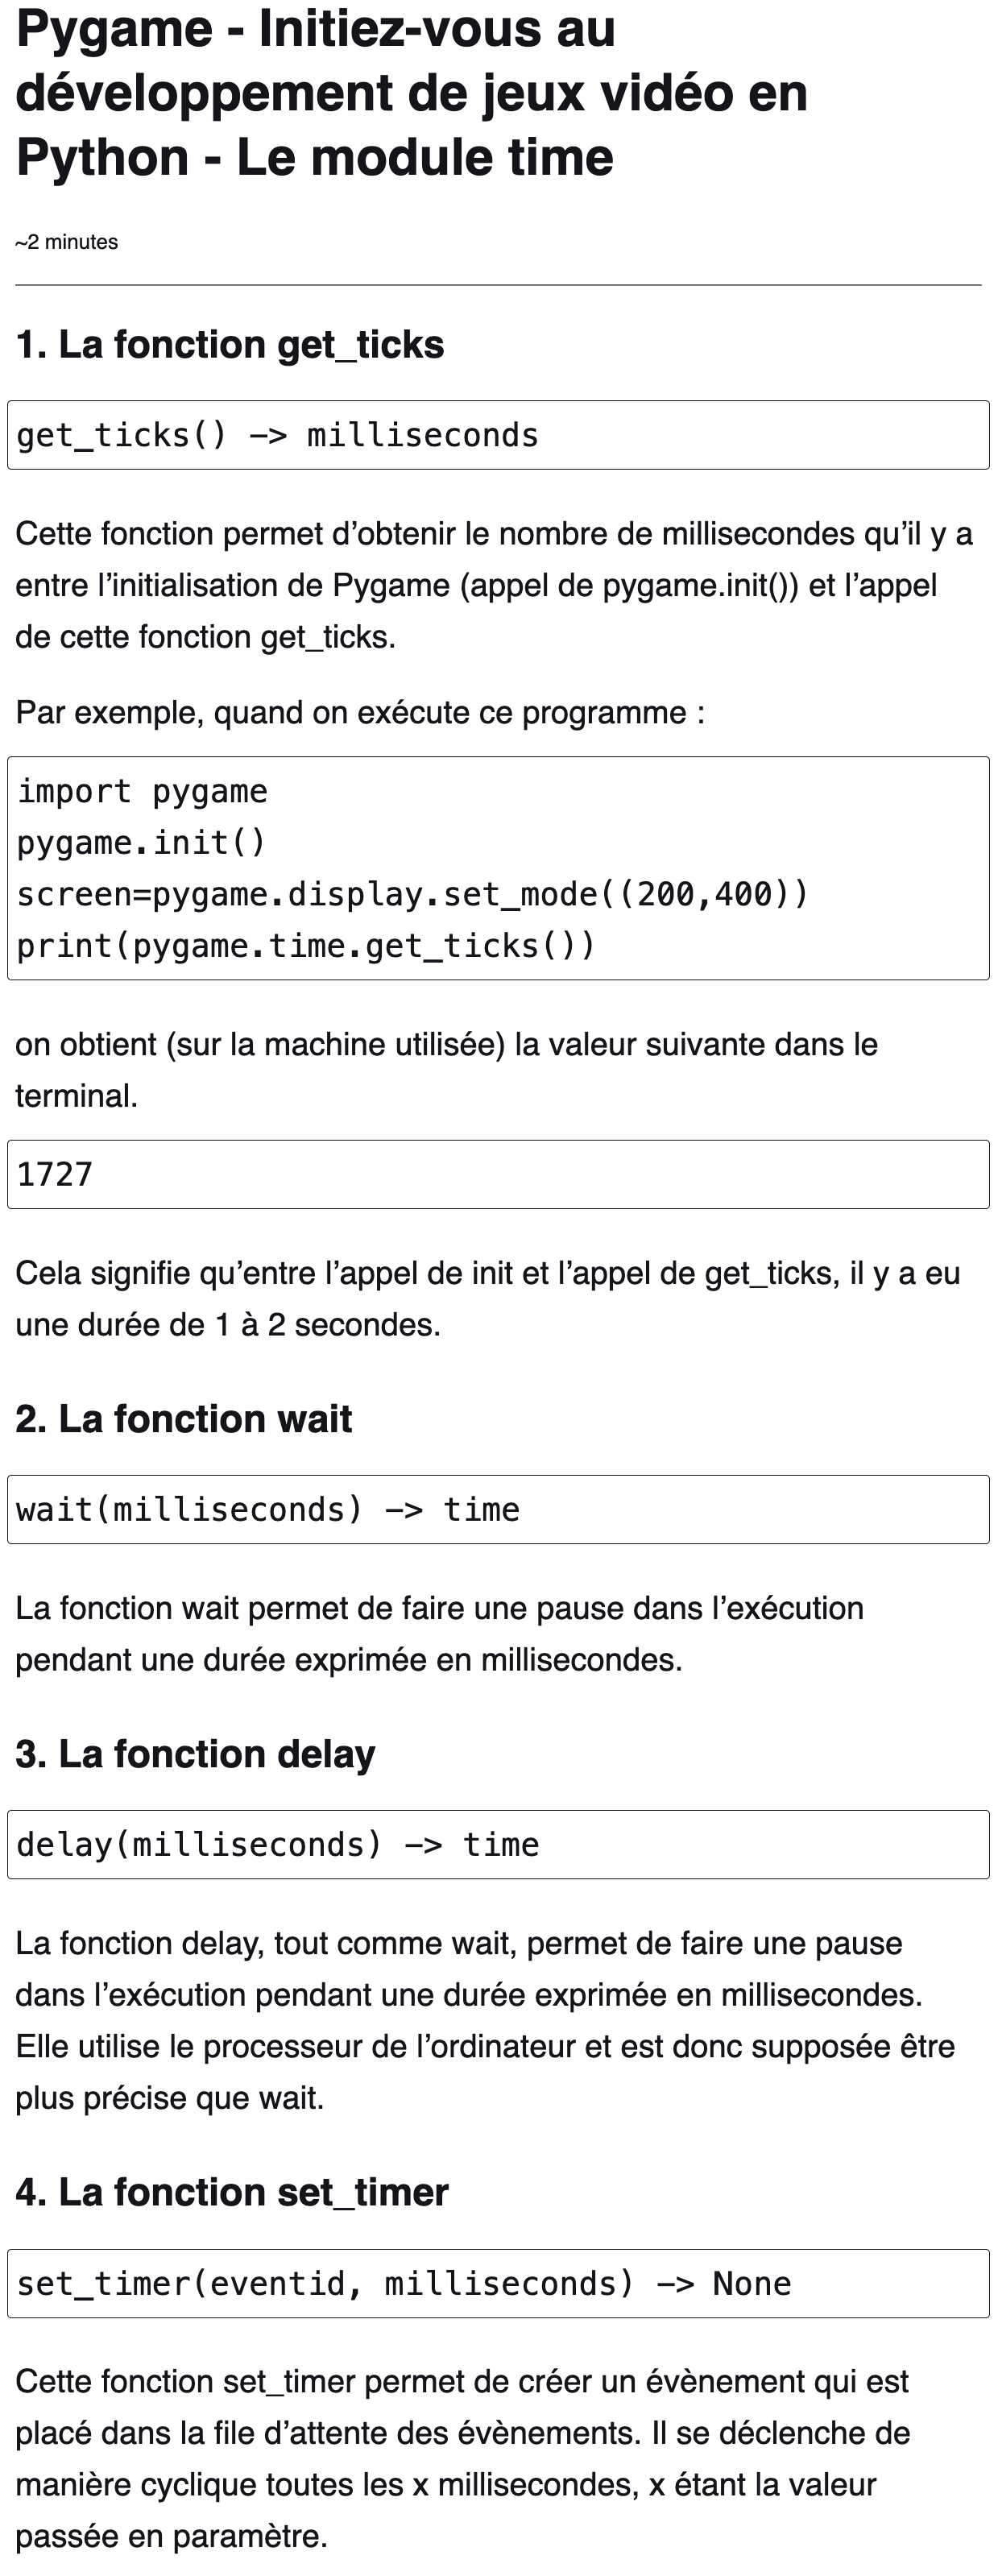 Pygame - Initiez-vous au
développement de jeux vidéo en
Python - Le module time
~2 minutes
1. La fonction get_ticks
get_ticks() –> milliseconds
Cette fonction permet d’obtenir le nombre de millisecondes qu’il y a
entre l’initialisation de Pygame (appel de pygame.init()) et l’appel
de cette fonction get_ticks.
Par exemple, quand on exécute ce programme :
import pygame
pygame.init()
screen=pygame.display.set_mode((200,400))
print(pygame.time.get_ticks())
on obtient (sur la machine utilisée) la valeur suivante dans le
terminal.
1727
Cela signifie qu’entre l’appel de init et l’appel de get_ticks, il y a eu
une durée de 1 à 2 secondes.
2. La fonction wait
wait(milliseconds) –> time
La fonction wait permet de faire une pause dans l’exécution
pendant une durée exprimée en millisecondes.
3. La fonction delay
delay(milliseconds) –> time
La fonction delay, tout comme wait, permet de faire une pause
dans l’exécution pendant une durée exprimée en millisecondes.
Elle utilise le processeur de l’ordinateur et est donc supposée être
plus précise que wait.
4. La fonction set_timer
set_timer(eventid, milliseconds) –> None
Cette fonction set_timer permet de créer un évènement qui est
placé dans la file d’attente des évènements. Il se déclenche de
manière cyclique toutes les x millisecondes, x étant la valeur
passée en paramètre.